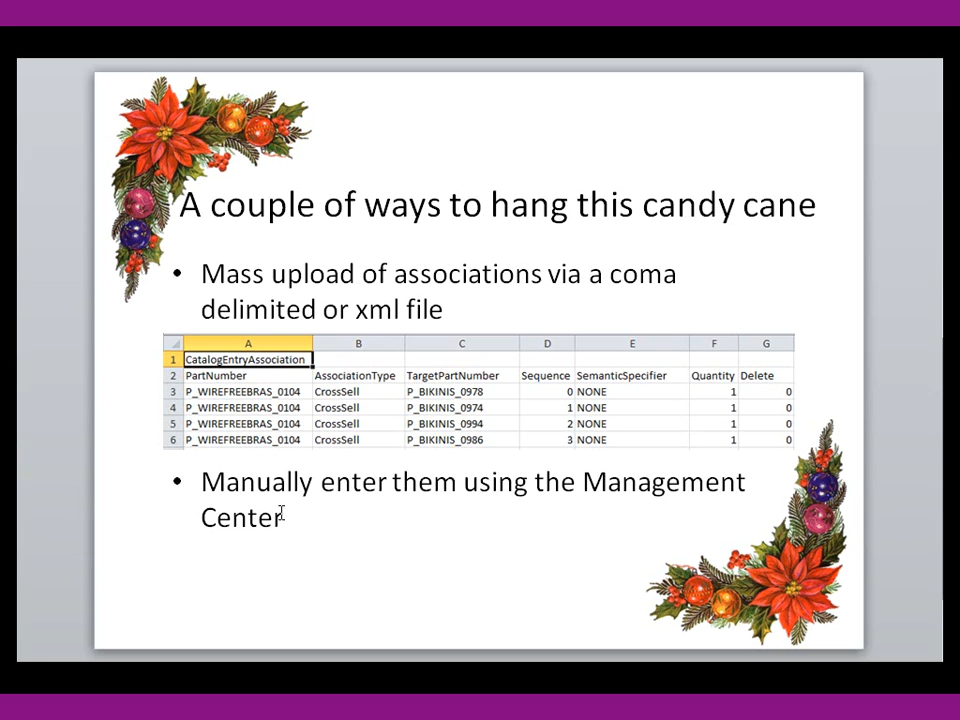 A couple of ways to hang this candy cane
• Mass upload of associations via a coma
delimited or xml file
A B C D E F G
1 CatalogEntryAssociation
2 PartNumber AssociationType TargetPartNumber Sequence SemanticSpecifier Quantity Delete
3 P_WIREFREEBRAS_0104 CrossSell P_BIKINIS_0978 0 NONE 1 0
4 P_WIREFREEBRAS_0104 CrossSell P_BIKINIS_0974 1 NONE 1 0
5 P_WIREFREEBRAS_0104 CrossSell P_BIKINIS_0994 2 NONE 1 0
6 P_WIREFREEBRAS_0104 CrossSell P_BIKINIS_0986 3 NONE 1 0
• Manually enter them using the Management
Center